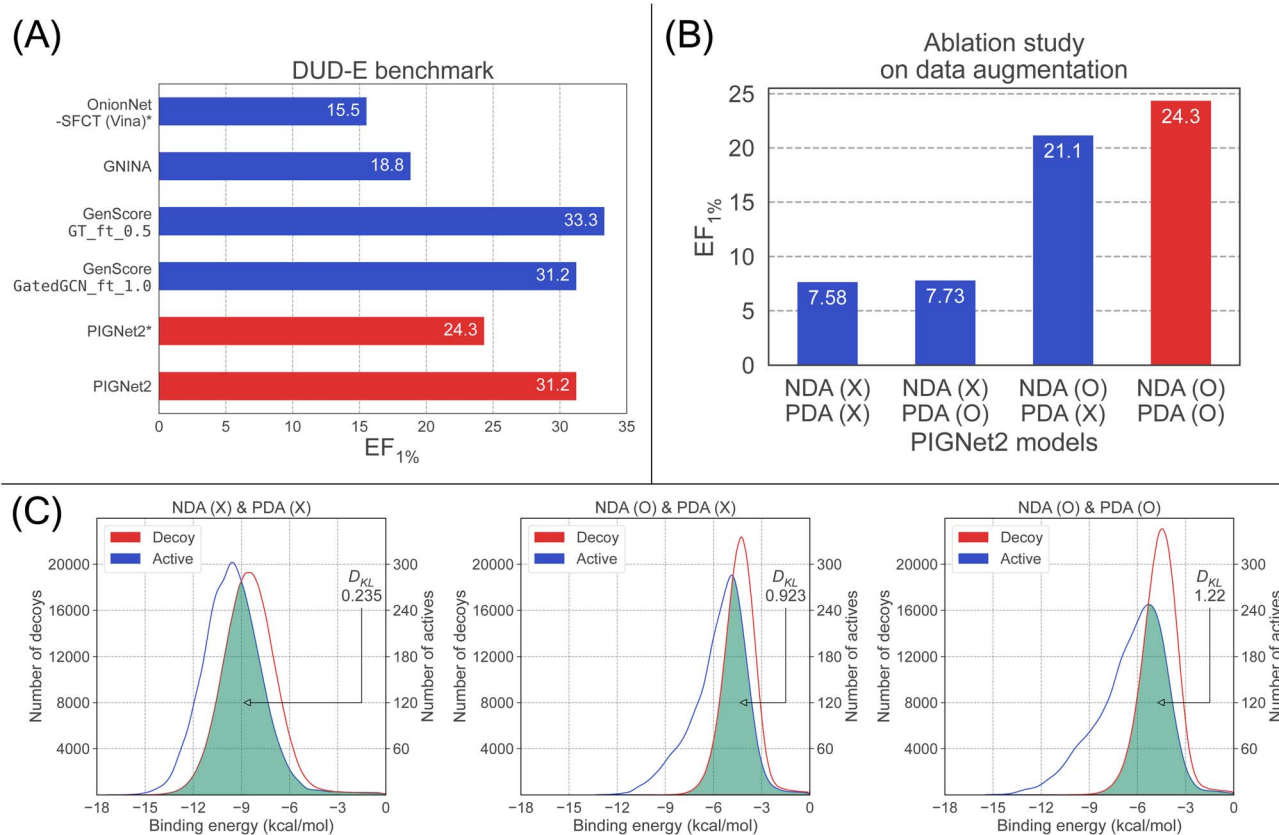 (A)
DUD-E benchmark
OnionNet
-SFCT (Vina)*
15.5
GNINA
18.8
GenScore
GT_ft_0.5
33.3
GenScore
GatedGCN_ft_1.0
31.2
PIGNet2*
24.3
PIGNet2
31.2
0 5 10 15 20 25 30 35
EF1%
(B)
Ablation study
on data augmentation
25
20
15
10
5
0
EF1%
7.58
7.73
21.1
24.3
NDA (X) NDA (X) NDA (O) NDA (O)
PDA (X) PDA (O) PDA (X) PDA (O)
PIGNet2 models
(C)
NDA (X) & PDA (X)
Decoy
Active
DKL
0.235
20000
16000
12000
8000
4000
Number of decoys
300
240
180
120
60
Number of actives
−18 −15 −12 −9 −6 −3 0
Binding energy (kcal/mol)
NDA (O) & PDA (X)
Decoy
Active
DKL
0.923
20000
16000
12000
8000
4000
Number of decoys
300
240
180
120
60
Number of actives
−18 −15 −12 −9 −6 −3 0
Binding energy (kcal/mol)
NDA (O) & PDA (O)
Decoy
Active
DKL
1.22
20000
16000
12000
8000
4000
Number of decoys
300
240
180
120
60
Number of actives
−18 −15 −12 −9 −6 −3 0
Binding energy (kcal/mol)